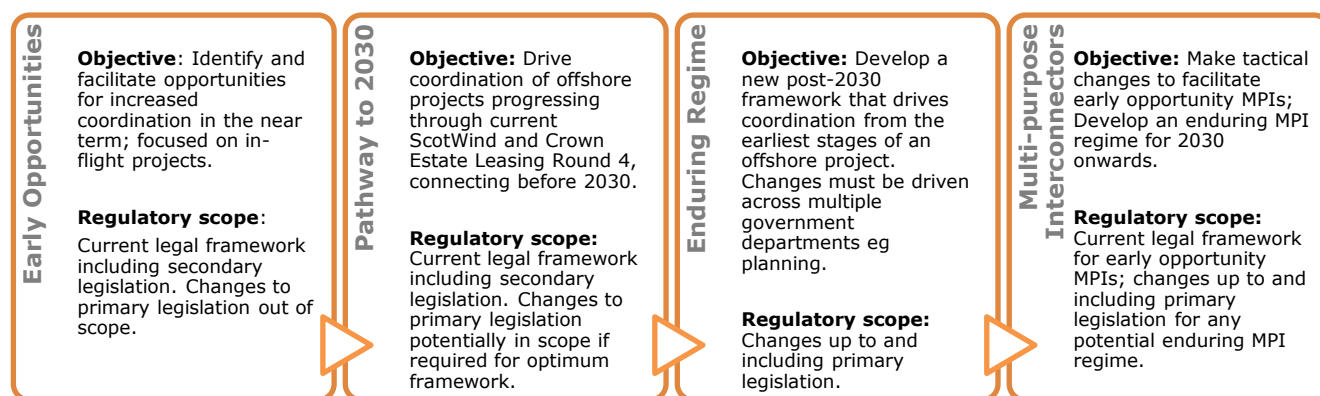 Early Opportunities
Objective: Identify and
facilitate opportunities
for increased
coordination in the near
term; focused on in-
flight projects.
Regulatory scope:
Current legal framework
including secondary
legislation. Changes to
primary legislation out of
scope.
Pathway to 2030
Objective: Drive
coordination of offshore
projects progressing
through current
ScotWind and Crown
Estate Leasing Round 4,
connecting before 2030.
Regulatory scope:
Current legal framework
including secondary
legislation. Changes to
primary legislation
potentially in scope if
required for optimum
framework.
Enduring Regime
Objective: Develop a
new post-2030
framework that drives
coordination from the
earliest stages of an
offshore project.
Changes must be driven
across multiple
government
departments eg
planning.
Regulatory scope:
Changes up to and
including primary
legislation.
Multi-purpose
Interconnectors
Objective: Make tactical
changes to facilitate
early opportunity MPIs;
Develop an enduring MPI
regime for 2030
onwards.
Regulatory scope:
Current legal framework
for early opportunity
MPIs; changes up to and
including primary
legislation for any
potential enduring MPI
regime.